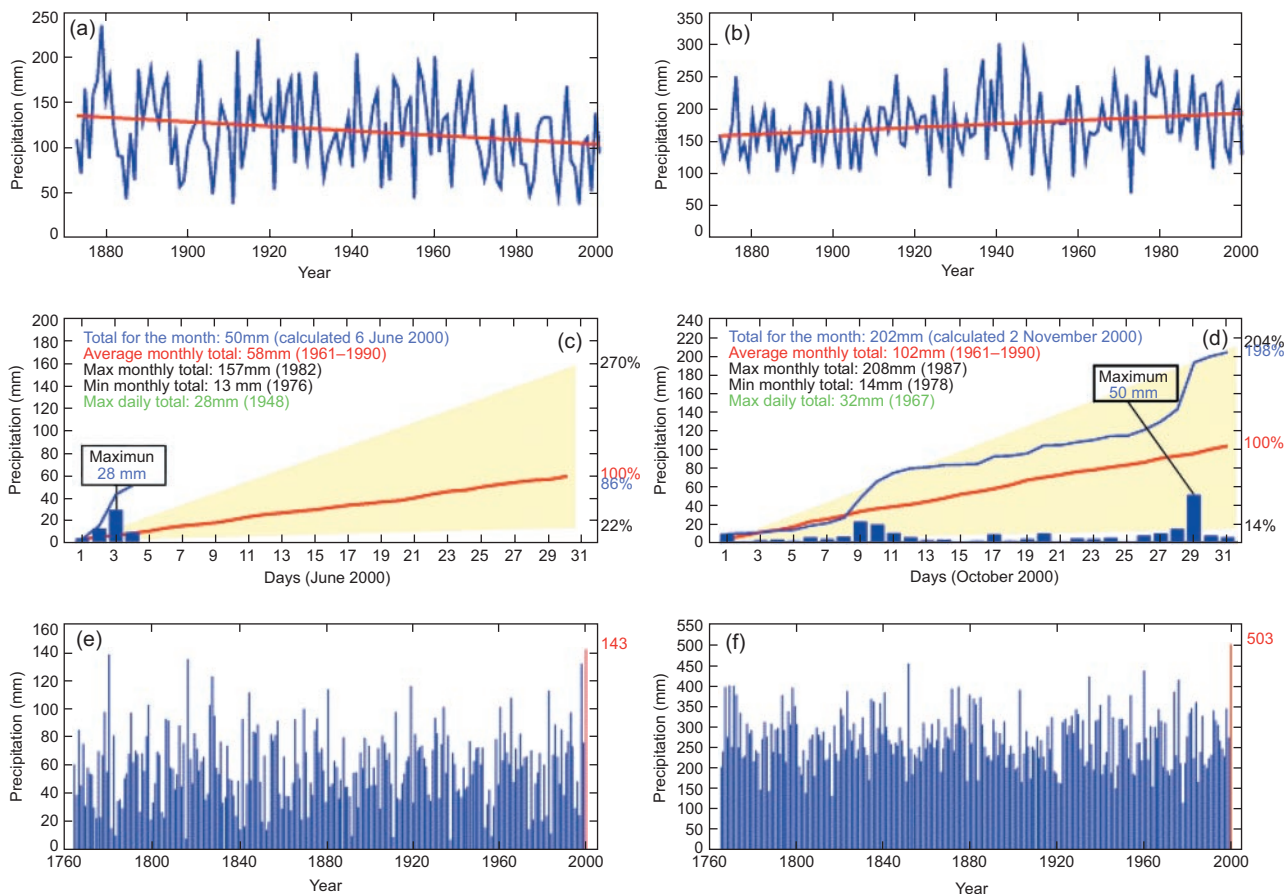 (a)
Precipitation (mm)
250
200
150
100
50
0
1880 1900 1920 1940 1960 1980 2000
Year
(b)
Precipitation (mm)
350
300
250
200
150
100
50
0
1880 1900 1920 1940 1960 1980 2000
Year
(c)
Total for the month: 50mm (calculated 6 June 2000)
Average monthly total: 58mm (1961–1990)
Max monthly total: 157mm (1982)
Min monthly total: 13 mm (1976)
Max daily total: 28mm (1948)
Precipitation (mm)
200
180
160
140
120
100
80
60
40
20
0
Maximun
28 mm
270%
100%
86%
22%
1 3 5 7 9 11 13 15 17 19 21 23 25 27 29 31
Days (June 2000)
(d)
Total for the month: 202mm (calculated 2 November 2000)
Average monthly total: 102mm (1961–1990)
Max monthly total: 208mm (1987)
Min monthly total: 14mm (1978)
Max daily total: 32mm (1967)
Precipitation (mm)
240
220
200
180
160
140
120
100
80
60
40
20
0
Maximum
50 mm
204%
198%
100%
14%
1 3 5 7 9 11 13 15 17 19 21 23 25 27 29 31
Days (October 2000)
(e)
Precipitation (mm)
160
140
120
100
80
60
40
20
0
143
1760 1800 1840 1880 1920 1960 2000
Year
(f)
Precipitation (mm)
550
500
450
400
350
300
250
200
150
100
50
0
503
1760 1800 1840 1880 1920 1960 2000
Year